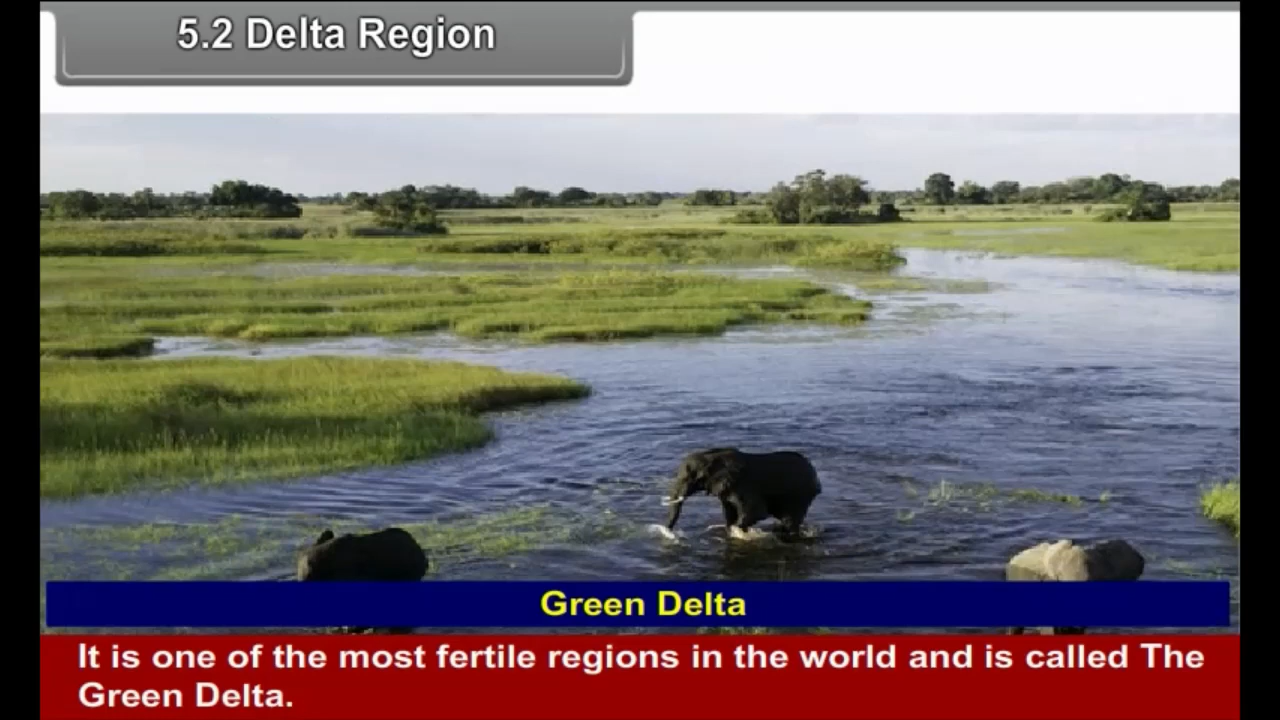 5.2 Delta Region
Green Delta
It is one of the most fertile regions in the world and is called The
Green Delta.